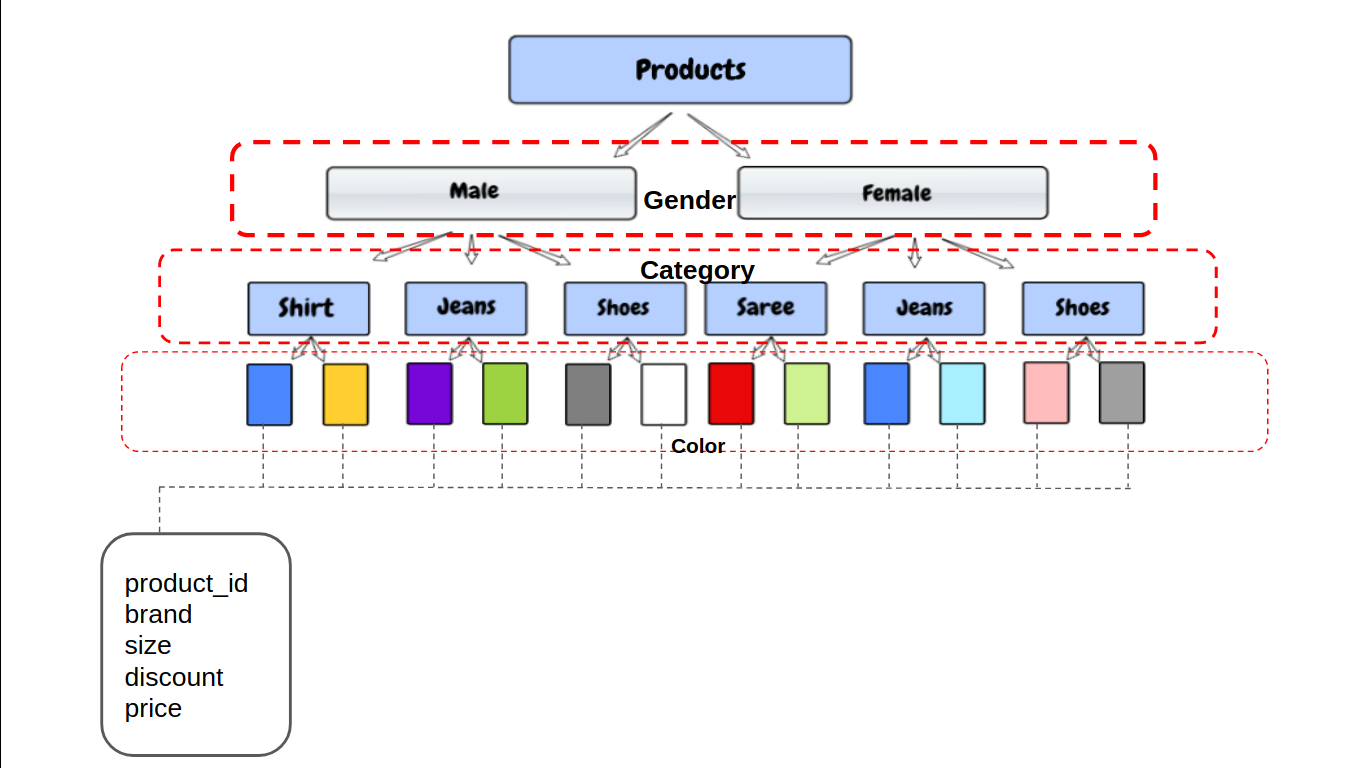 Products
Male
Gender
Female
Category
Shirt
Jeans
Shoes
Saree
Jeans
Shoes
Color
product_id
brand
size
discount
price